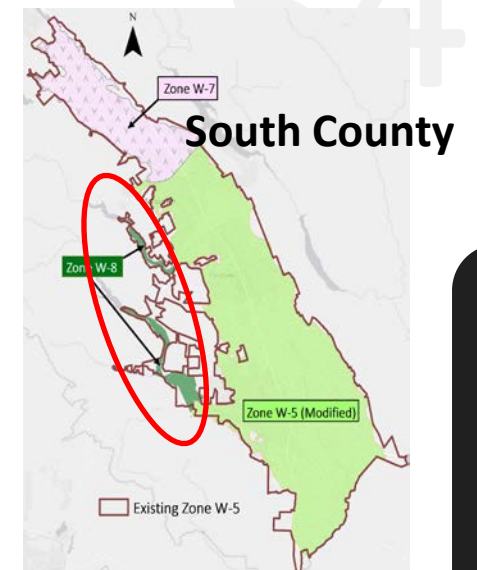 N
Zone W-7
South County
Zone W-8
Zone W-5 (Modified)
Existing Zone W-5